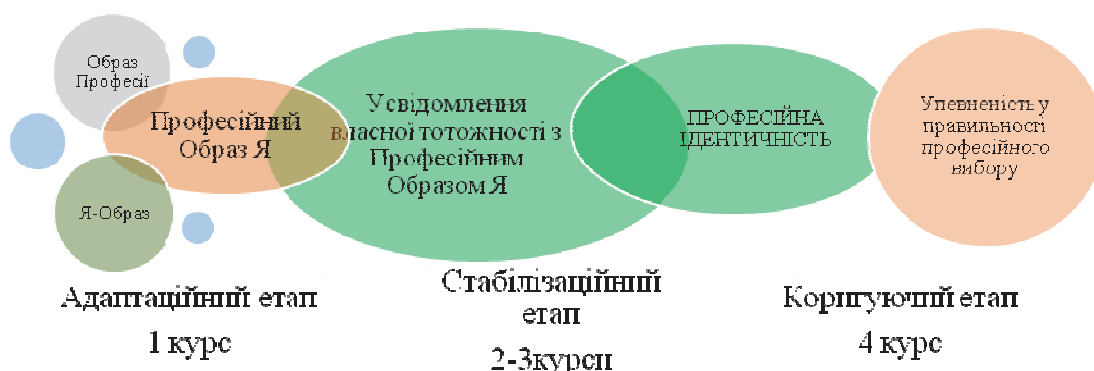 Образ
Професії
Професійний
Образ Я
Я-Образ
Усвідомлення
власної тотожності з
Професійним
Образом Я
ПРОФЕСІЙНА
ІДЕНТИЧНІСТЬ
Упевненість у
правильності
професійного
вибору
Адаптаційний етап
1 курс
Стабілізаційний
етап
2-3курси
Коригуючий етап
4 курс